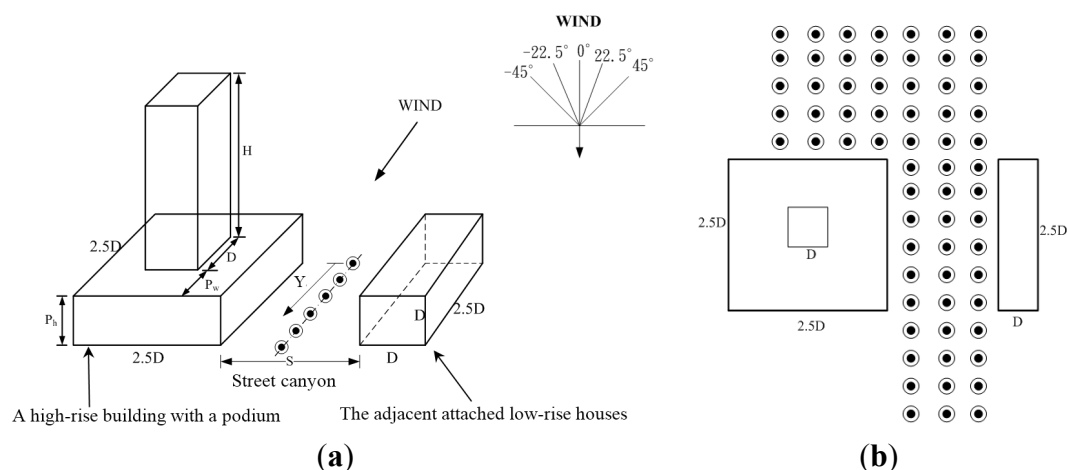 WIND
-22.5° 0° 22.5°
-45° 45°
WIND
H
2.5D
D
Pw
Ph
2.5D
Y
S
Street canyon
D
2.5D
D
A high-rise building with a podium
The adjacent attached low-rise houses
(a)
2.5D
D
2.5D
2.5D
D
(b)